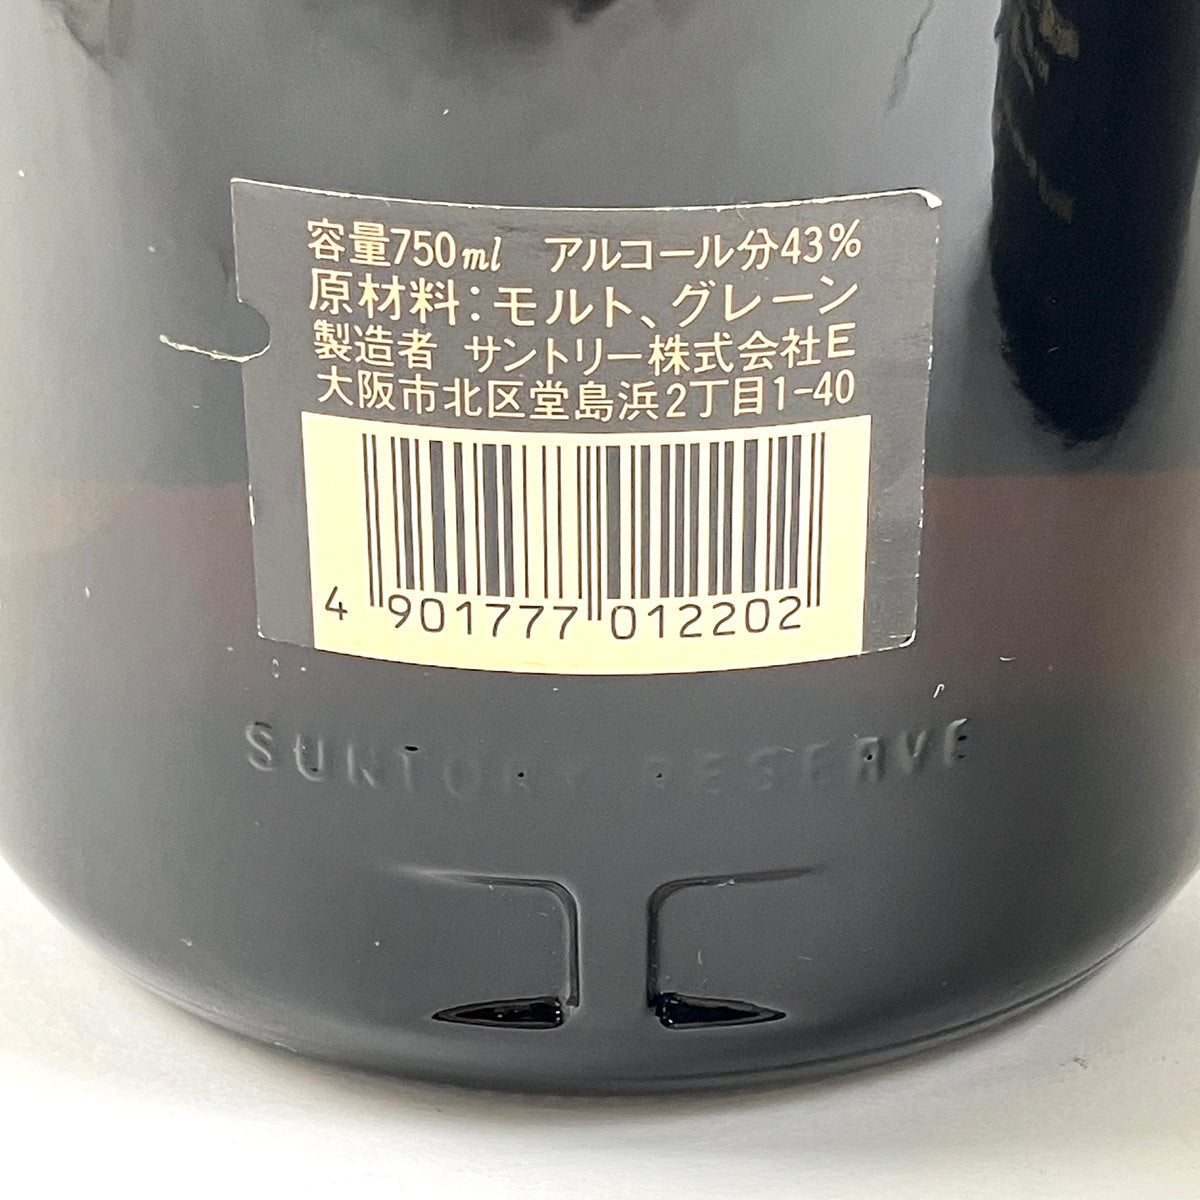 容量750ml アルコール分43%
原材料：モルト、グレーン
製造者 サントリー株式会社E
大阪市北区堂島浜2丁目1-40
4 901777 012202
SUNTORY RESERVE